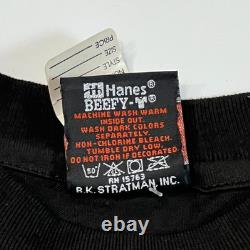 PRICE
SIZE
STYLE
Hanes
BEEFY-T®
MACHINE WASH WARM
INSIDE OUT.
WASH DARK COLORS
SEPARATELY.
NON-CHLORINE BLEACH.
TUMBLE DRY LOW.
DO NOT IRON IF DECORATED.
50°
RN 15763
R.K. STRATMAN, INC.